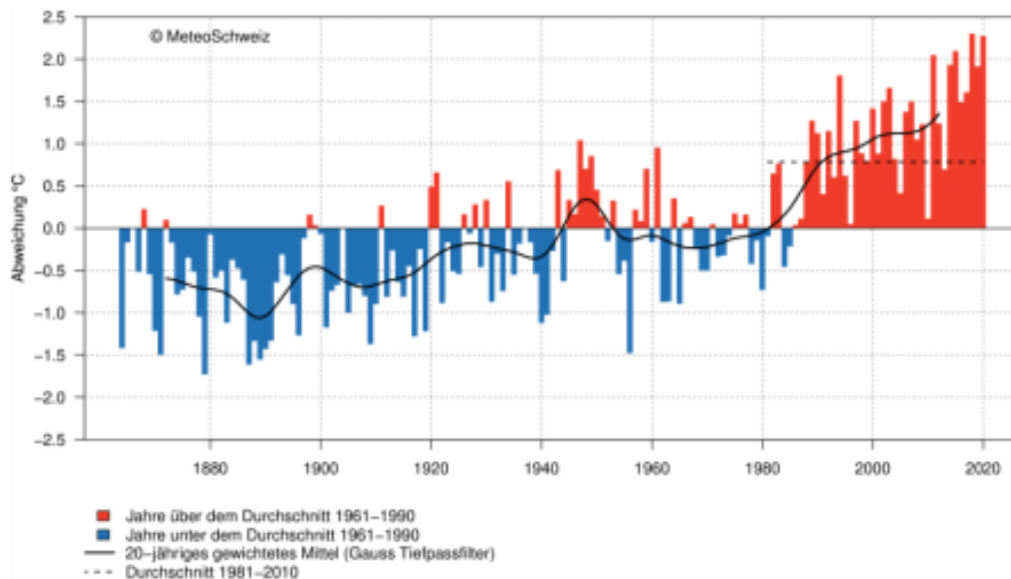 2.5
© MeteoSchweiz
2.0
1.5
1.0
0.5
0.0
−0.5
−1.0
−1.5
−2.0
−2.5
Abweichung °C
1880 1900 1920 1940 1960 1980 2000 2020
Jahre über dem Durchschnitt 1961−1990
Jahre unter dem Durchschnitt 1961−1990
20−jähriges gewichtetes Mittel (Gauss Tiefpassfilter)
Durchschnitt 1981−2010